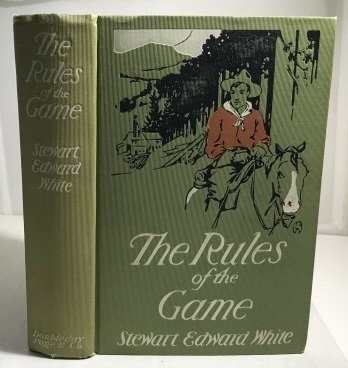 The
Rules
of the
Game
Stewart
Edward
White
Doubleday
Page & Co.
The Rules
of the
Game
Stewart Edward White